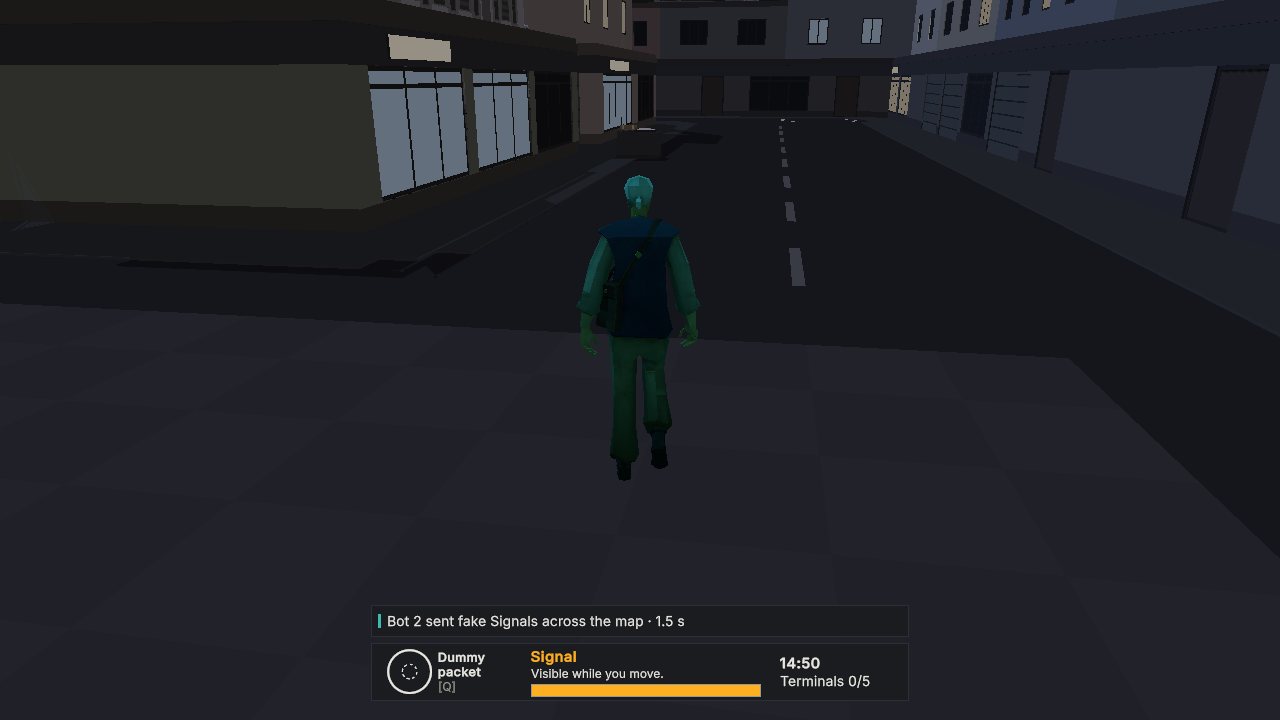 Bot 2 sent fake Signals across the map · 1.5 s
Dummy
packet
[Q]
Signal
Visible while you move.
14:50
Terminals 0/5